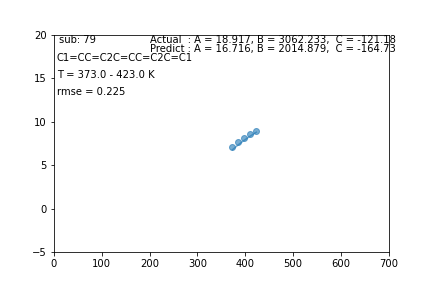 sub: 79
Actual : A = 18.917, B = 3062.233, C = -121.18
Predict : A = 16.716, B = 2014.879, C = -164.73
C1=CC=C2C=CC=C2C=C1
T = 373.0 - 423.0 K
rmse = 0.225
20
15
10
5
0
−5
0 100 200 300 400 500 600 700